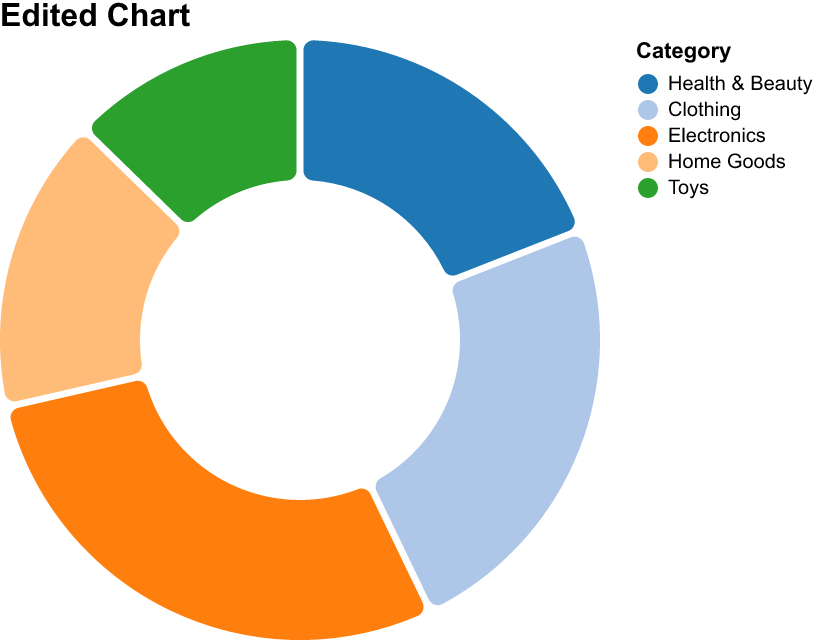 Edited Chart
Category
Health & Beauty
Clothing
Electronics
Home Goods
Toys